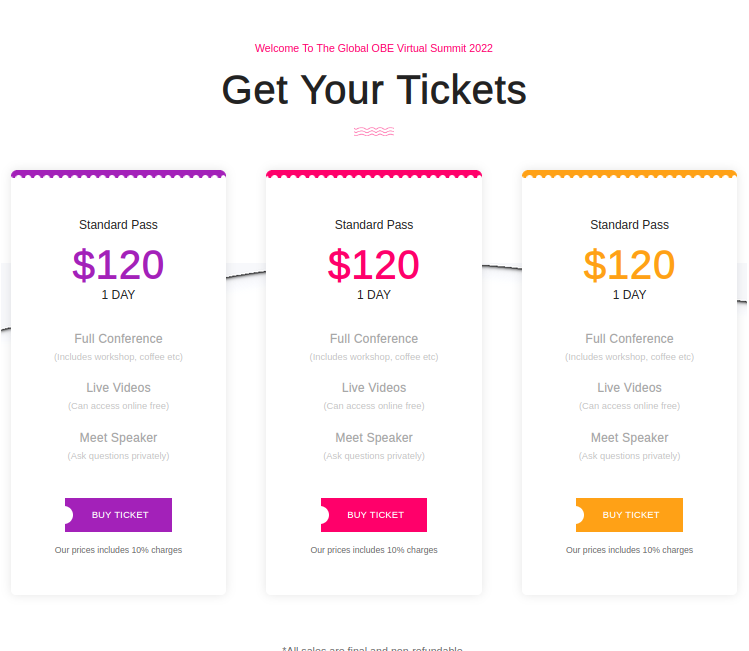 Welcome To The Global OBE Virtual Summit 2022
Get Your Tickets
Standard Pass
$120
1 DAY
Full Conference
(Includes workshop, coffee etc)
Live Videos
(Can access online free)
Meet Speaker
(Ask questions privately)
BUY TICKET
Our prices includes 10% charges
Standard Pass
$120
1 DAY
Full Conference
(Includes workshop, coffee etc)
Live Videos
(Can access online free)
Meet Speaker
(Ask questions privately)
BUY TICKET
Our prices includes 10% charges
Standard Pass
$120
1 DAY
Full Conference
(Includes workshop, coffee etc)
Live Videos
(Can access online free)
Meet Speaker
(Ask questions privately)
BUY TICKET
Our prices includes 10% charges
*All sales are final and non-refundable